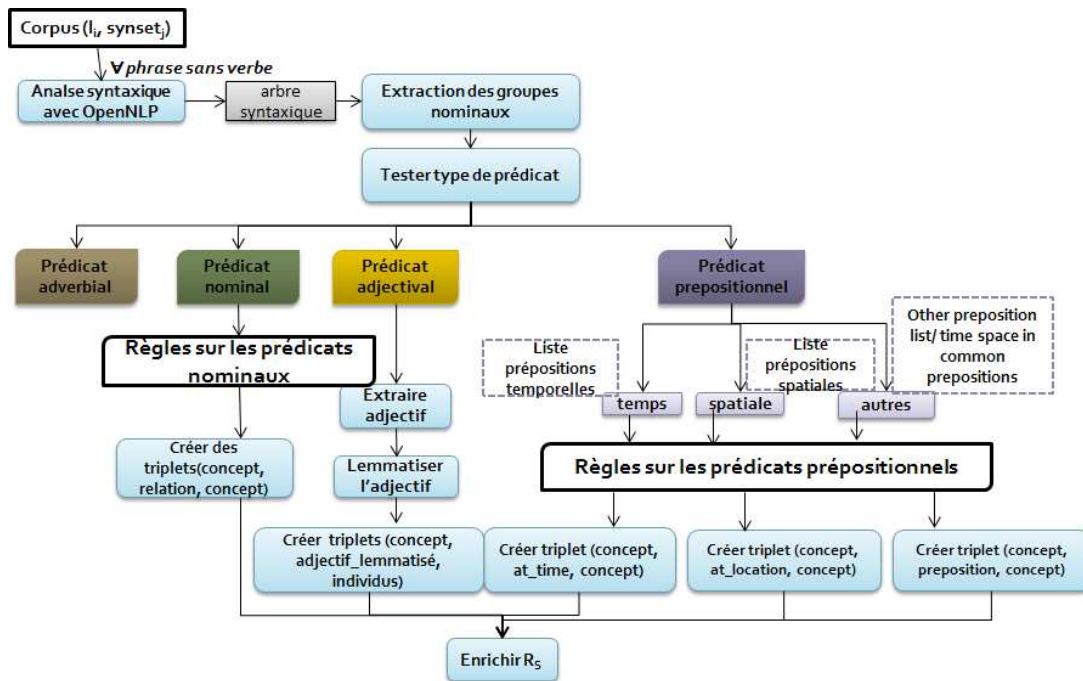 Corpus (li, synsetj)
∀ phrase sans verbe
Analse syntaxique
avec OpenNLP
arbre
syntaxique
Extraction des groupes
nominaux
Tester type de prédicat
Prédicat
adverbial
Prédicat
nominal
Prédicat
adjectival
Prédicat
prepositionnel
Règles sur les prédicats
nominaux
Liste
prépositions
temporelles
Liste
prépositions
spatiales
Other preposition
list/ time space in
common
prepositions
Extraire
adjectif
temps
spatiale
autres
Créer des
triplets(concept,
relation, concept)
Lemmatiser
l'adjectif
Règles sur les prédicats prépositionnels
Créer triplets (concept,
adjectif_lemmatisé,
individus)
Créer triplet (concept,
at_time, concept)
Créer triplet (concept,
at_location, concept)
Créer triplet (concept,
preposition, concept)
Enrichir RS